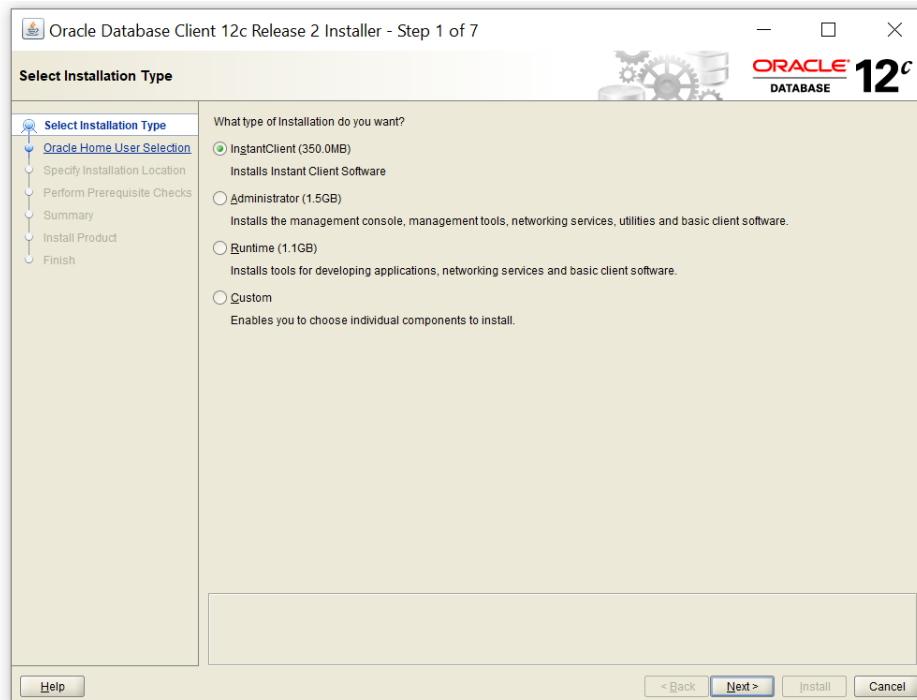 Oracle Database Client 12c Release 2 Installer - Step 1 of 7
Select Installation Type
ORACLE
DATABASE
12c
Select Installation Type
Oracle Home User Selection
Specify Installation Location
Perform Prerequisite Checks
Summary
Install Product
Finish
What type of Installation do you want?
InstantClient (350.0MB)
Installs Instant Client Software
Administrator (1.5GB)
Installs the management console, management tools, networking services, utilities and basic client software.
Runtime (1.1GB)
Installs tools for developing applications, networking services and basic client software.
Custom
Enables you to choose individual components to install.
Help
< Back
Next >
Install
Cancel